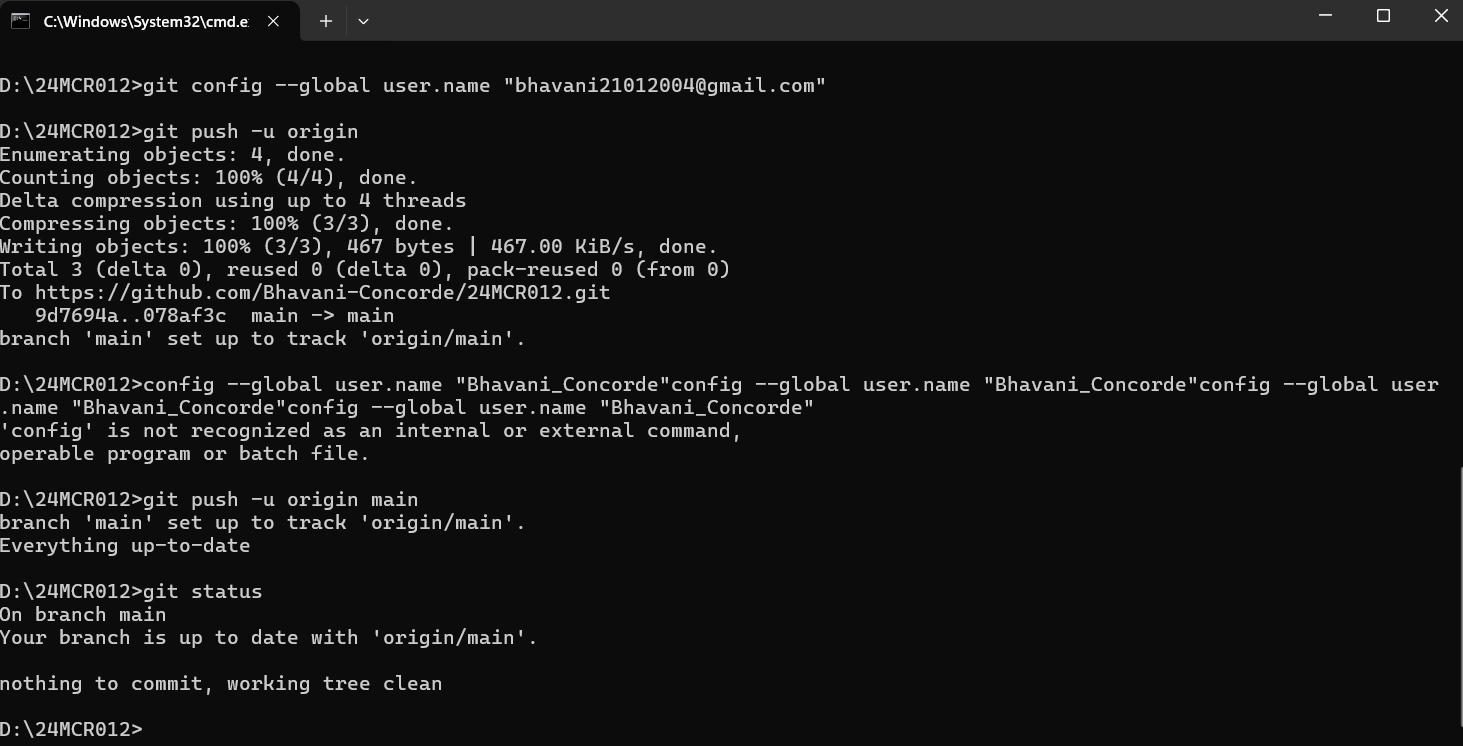 C:\Windows\System32\cmd.e
D:\24MCR012>git config --global user.name "bhavani21012004@gmail.com"
D:\24MCR012>git push -u origin
Enumerating objects: 4, done.
Counting objects: 100% (4/4), done.
Delta compression using up to 4 threads
Compressing objects: 100% (3/3), done.
Writing objects: 100% (3/3), 467 bytes | 467.00 KiB/s, done.
Total 3 (delta 0), reused 0 (delta 0), pack-reused 0 (from 0)
To https://github.com/Bhavani-Concorde/24MCR012.git
   9d7694a..078af3c  main -> main
branch 'main' set up to track 'origin/main'.
D:\24MCR012>config --global user.name "Bhavani_Concorde"config --global user.name "Bhavani_Concorde"config --global user
.name "Bhavani_Concorde"config --global user.name "Bhavani_Concorde"
'config' is not recognized as an internal or external command,
operable program or batch file.
D:\24MCR012>git push -u origin main
branch 'main' set up to track 'origin/main'.
Everything up-to-date
D:\24MCR012>git status
On branch main
Your branch is up to date with 'origin/main'.
nothing to commit, working tree clean
D:\24MCR012>